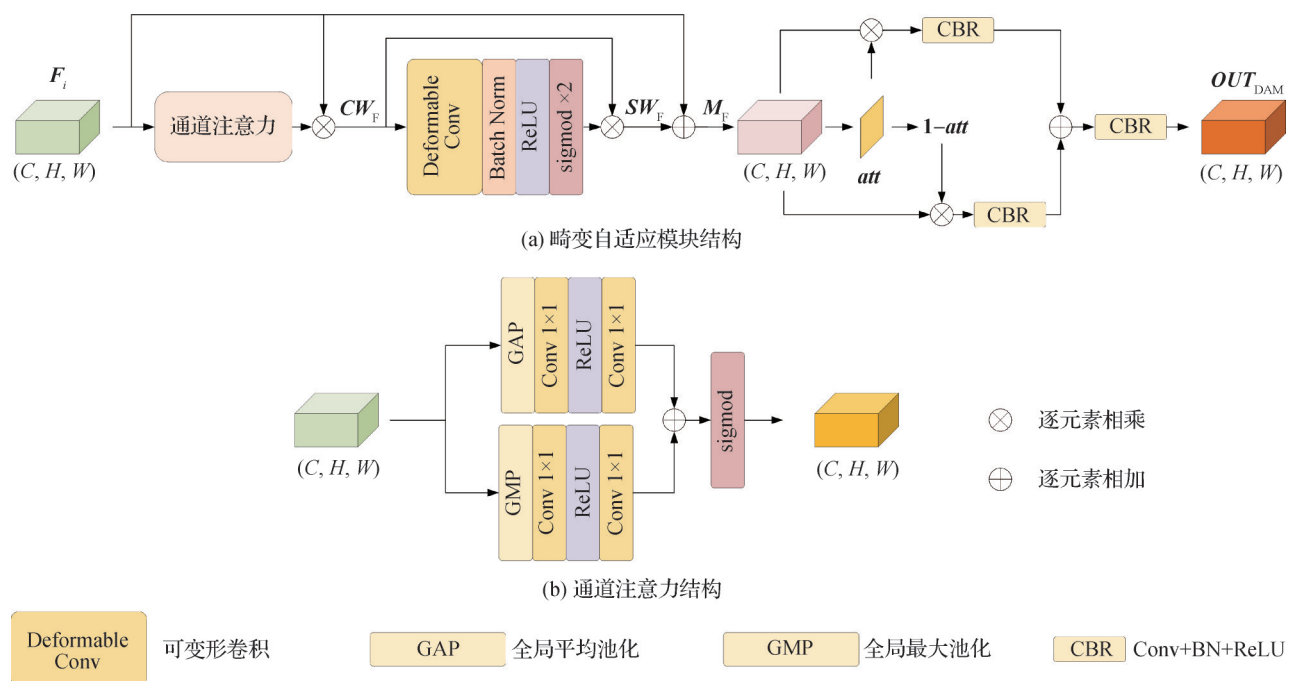 F_i
(C, H, W)
通道注意力
CW_F
Deformable Conv
Batch Norm
ReLU
sigmod ×2
SW_F
M_F
(C, H, W)
att
1−att
CBR
CBR
CBR
OUT_DAM
(C, H, W)
(a) 畸变自适应模块结构
(C, H, W)
GAP
Conv 1×1
ReLU
Conv 1×1
GMP
Conv 1×1
ReLU
Conv 1×1
sigmod
(C, H, W)
逐元素相乘
逐元素相加
(b) 通道注意力结构
Deformable Conv
可变形卷积
GAP
全局平均池化
GMP
全局最大池化
CBR
Conv+BN+ReLU